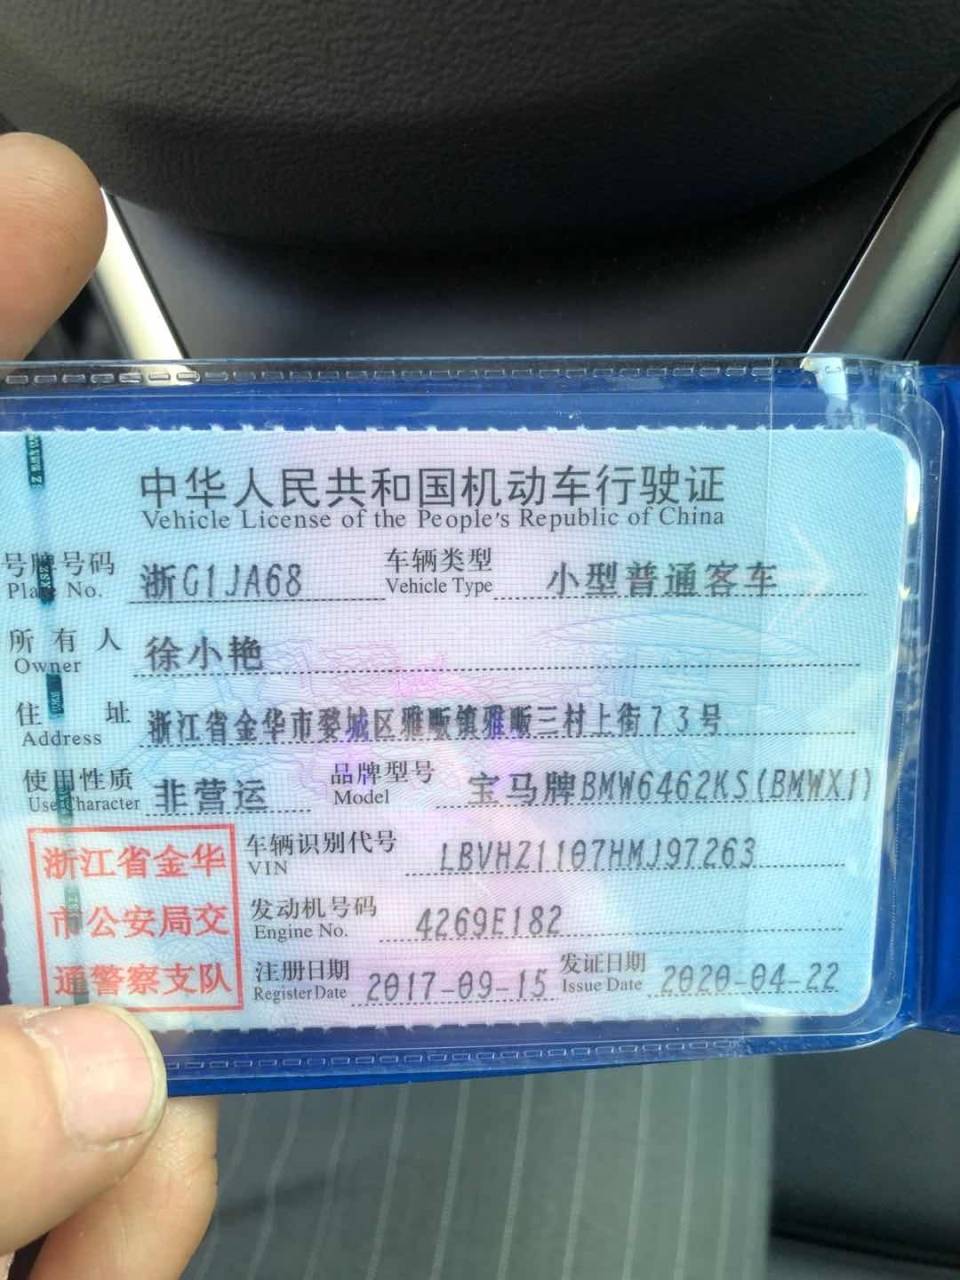 中华人民共和国机动车行驶证
Vehicle License of the People's Republic of China
号牌号码 浙G1JA68 车辆类型 小型普通客车
Plate No. Vehicle Type
所有人 徐小艳
Owner
住址 浙江省金华市婺城区雅畈镇雅畈三村上街73号
Address
使用性质 非营运 品牌型号 宝马牌BMW6462KS(BMWX1)
Use Character Model
浙江省金华
市公安局交
通警察支队
车辆识别代号 LBVHZ1107HMJ97263
VIN
发动机号码 4269E182
Engine No.
注册日期 2017-09-15 发证日期 2020-04-22
Register Date Issue Date